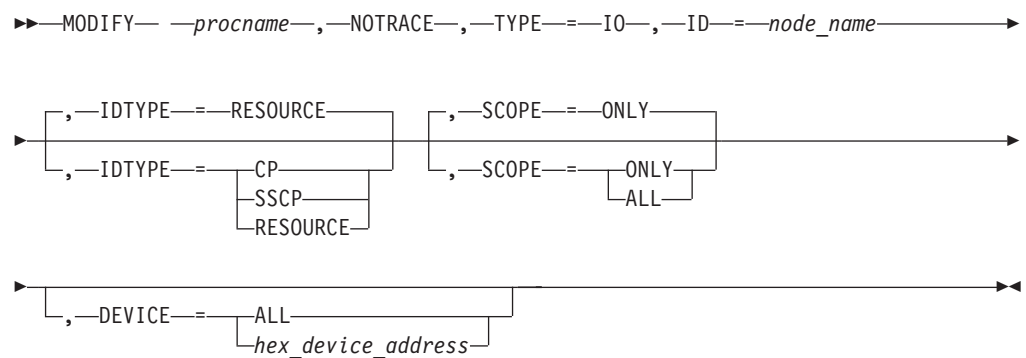 MODIFY procname , NOTRACE , TYPE = IO , ID = node_name
, IDTYPE = RESOURCE , SCOPE = ONLY
, IDTYPE = CP , SCOPE = ONLY
SSCP ALL
RESOURCE
, DEVICE = ALL
hex_device_address